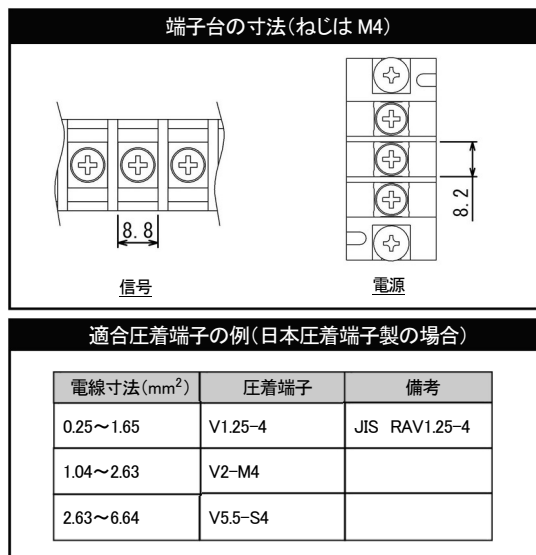 端子台の寸法(ねじは M4)
8.8
8.2
信号
電源
適合圧着端子の例(日本圧着端子製の場合)
電線寸法(mm²) 圧着端子 備考
0.25～1.65 V1.25-4 JIS RAV1.25-4
1.04～2.63 V2-M4
2.63～6.64 V5.5-S4